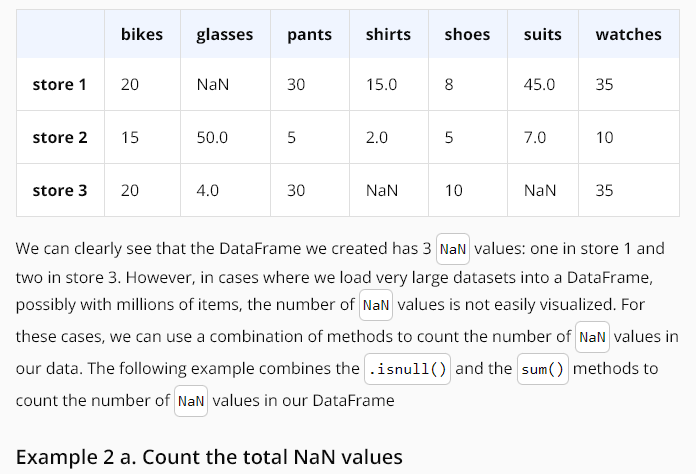 bikes glasses pants shirts shoes suits watches
store 1 20 NaN 30 15.0 8 45.0 35
store 2 15 50.0 5 2.0 5 7.0 10
store 3 20 4.0 30 NaN 10 NaN 35
We can clearly see that the DataFrame we created has 3 NaN values: one in store 1 and
two in store 3. However, in cases where we load very large datasets into a DataFrame,
possibly with millions of items, the number of NaN values is not easily visualized. For
these cases, we can use a combination of methods to count the number of NaN values in
our data. The following example combines the .isnull() and the sum() methods to
count the number of NaN values in our DataFrame
Example 2 a. Count the total NaN values